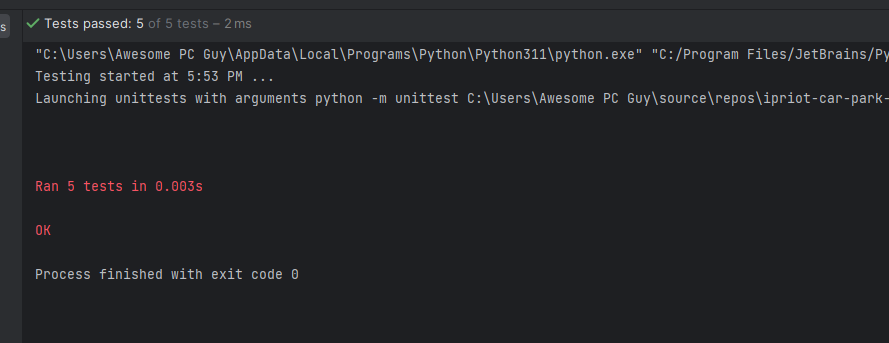 s
Tests passed: 5 of 5 tests – 2 ms
"C:\Users\Awesome PC Guy\AppData\Local\Programs\Python\Python311\python.exe" "C:/Program Files/JetBrains/Py
Testing started at 5:53 PM ...
Launching unittests with arguments python -m unittest C:\Users\Awesome PC Guy\source\repos\ipriot-car-park-
Ran 5 tests in 0.003s
OK
Process finished with exit code 0